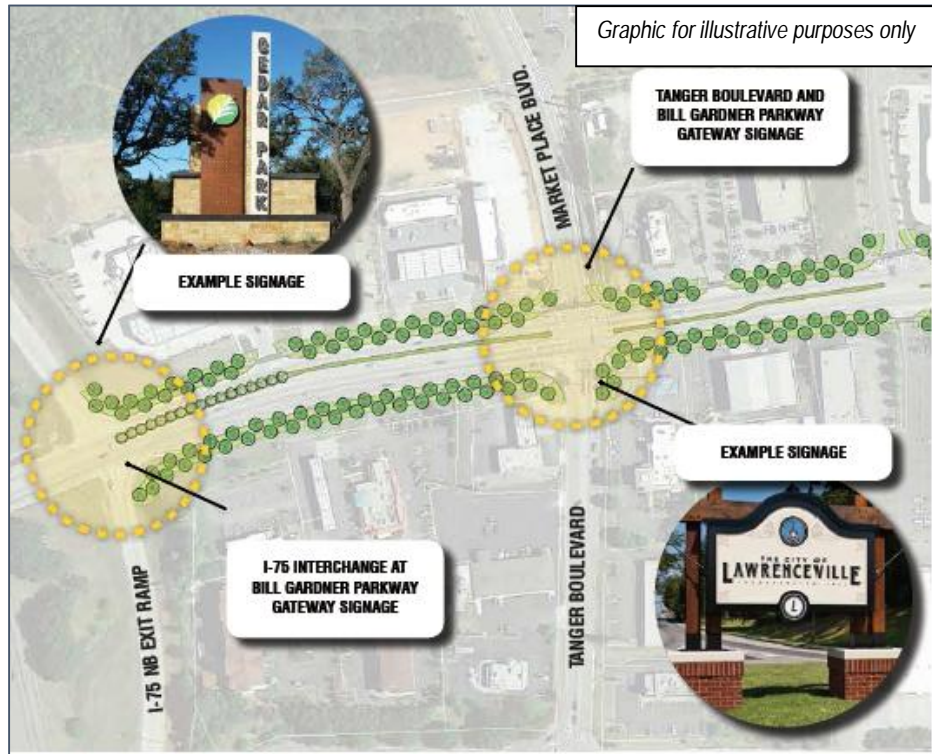 Graphic for illustrative purposes only
CEDAR PARK
MARKET PLACE BLVD.
TANGER BOULEVARD AND
BILL GARDNER PARKWAY
GATEWAY SIGNAGE
EXAMPLE SIGNAGE
EXAMPLE SIGNAGE
I-75 INTERCHANGE AT
BILL GARDNER PARKWAY
GATEWAY SIGNAGE
I-75 NB EXIT RAMP
TANGER BOULEVARD
THE CITY OF
LAWRENCEVILLE
L